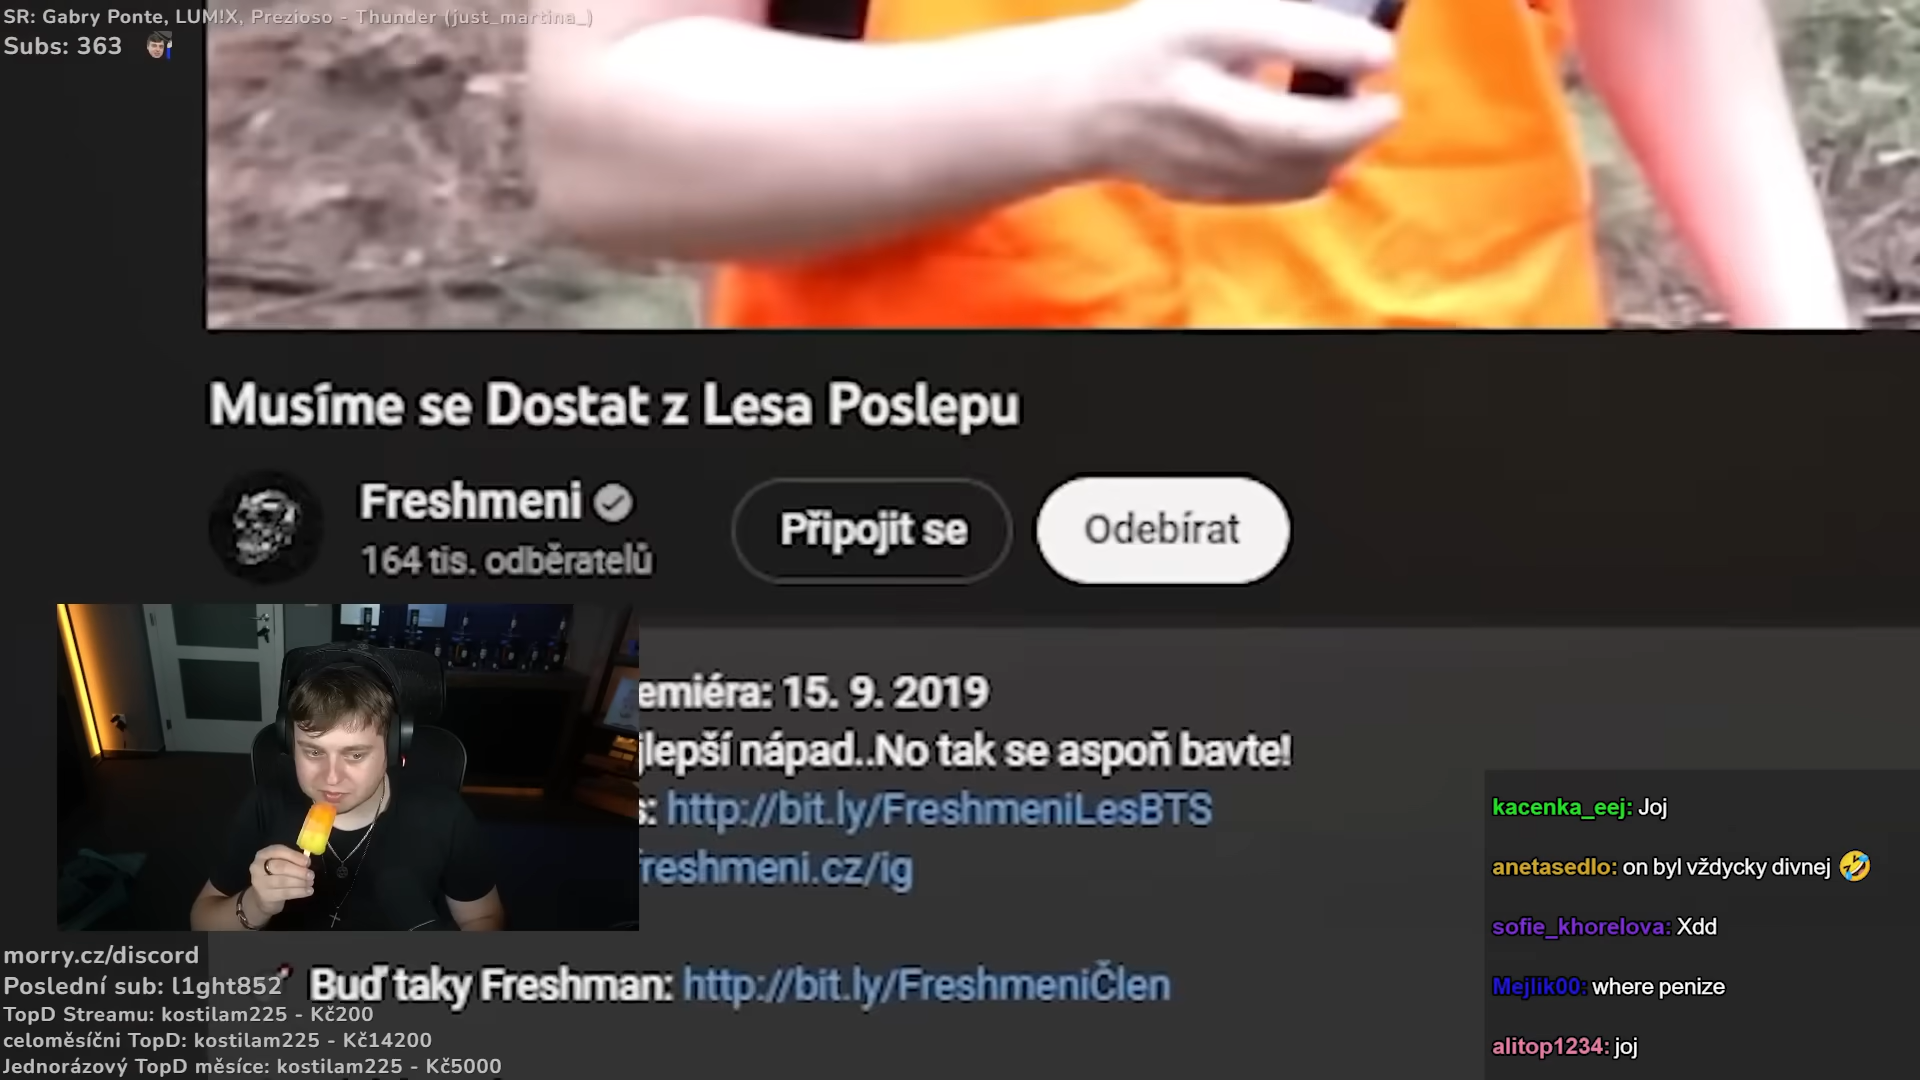 SR: Gabry Ponte, LUM!X, Prezioso - Thunder (just_martina_)
Subs: 363
Musíme se Dostat z Lesa Poslepu
Freshmeni
164 tis. odběratelů
Připojit se
Odebírat
emiéra: 15. 9. 2019
jlepší nápad..No tak se aspoň bavte!
s: http://bit.ly/FreshmeniLesBTS
freshmeni.cz/ig
Buď taky Freshman: http://bit.ly/FreshmeniČlen
morry.cz/discord
Poslední sub: l1ght852
TopD Streamu: kostilam225 - Kč200
celoměsíčni TopD: kostilam225 - Kč14200
Jednorázový TopD měsíce: kostilam225 - Kč5000
kacenka_eej: Joj
anetasedlo: on byl vždycky divnej 🤣
sofie_khorelova: Xdd
Mejlik00: where penize
alitop1234: joj